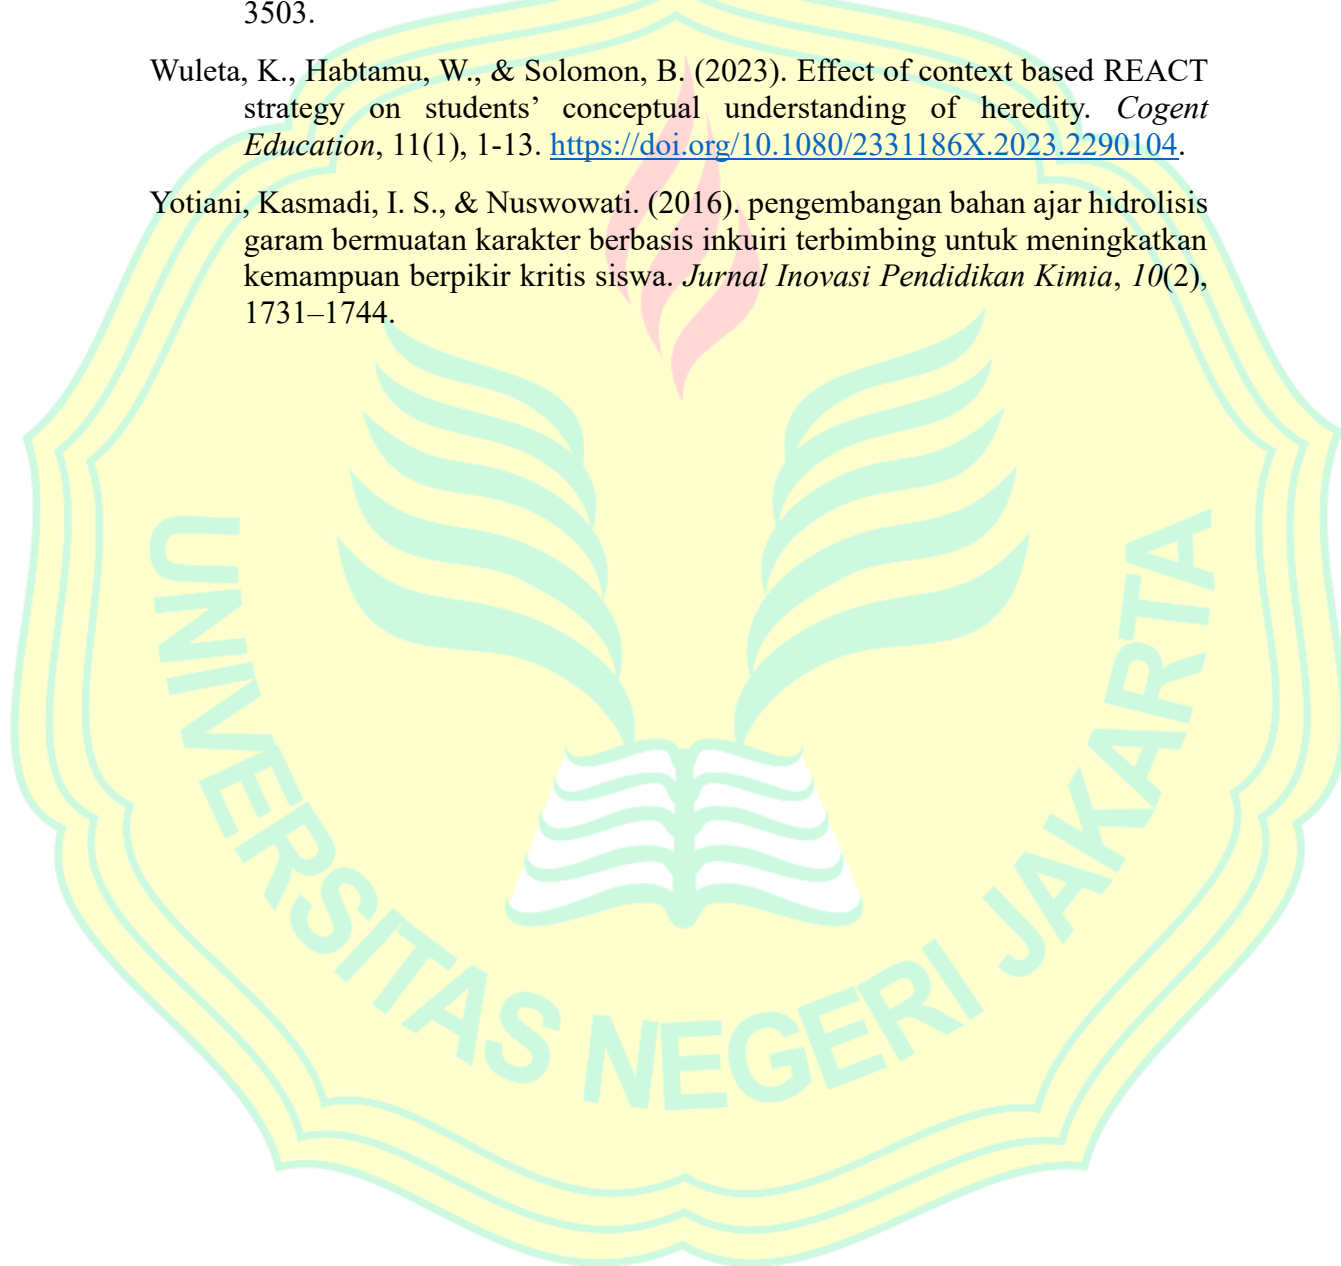 3503.
Wuleta, K., Habtamu, W., & Solomon, B. (2023). Effect of context based REACT
strategy on students’ conceptual understanding of heredity. Cogent
Education, 11(1), 1-13. https://doi.org/10.1080/2331186X.2023.2290104.
Yotiani, Kasmadi, I. S., & Nuswowati. (2016). pengembangan bahan ajar hidrolisis
garam bermuatan karakter berbasis inkuiri terbimbing untuk meningkatkan
kemampuan berpikir kritis siswa. Jurnal Inovasi Pendidikan Kimia, 10(2),
1731–1744.
UNIVERSITAS NEGERI JAKARTA